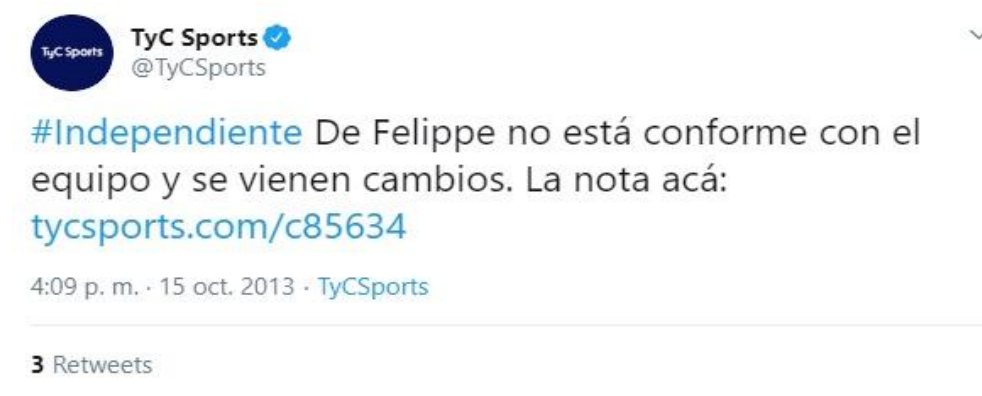 TyC Sports
TyC Sports
@TyCSports
#Independiente De Felippe no está conforme con el
equipo y se vienen cambios. La nota acá:
tycsports.com/c85634
4:09 p. m. · 15 oct. 2013 · TyCSports
3 Retweets